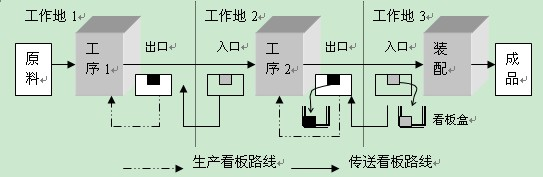 工作地 1
工作地 2
工作地 3
原料
工序 1
出口
入口
工序 2
出口
入口
装配
成品
看板盒
生产看板路线
传送看板路线